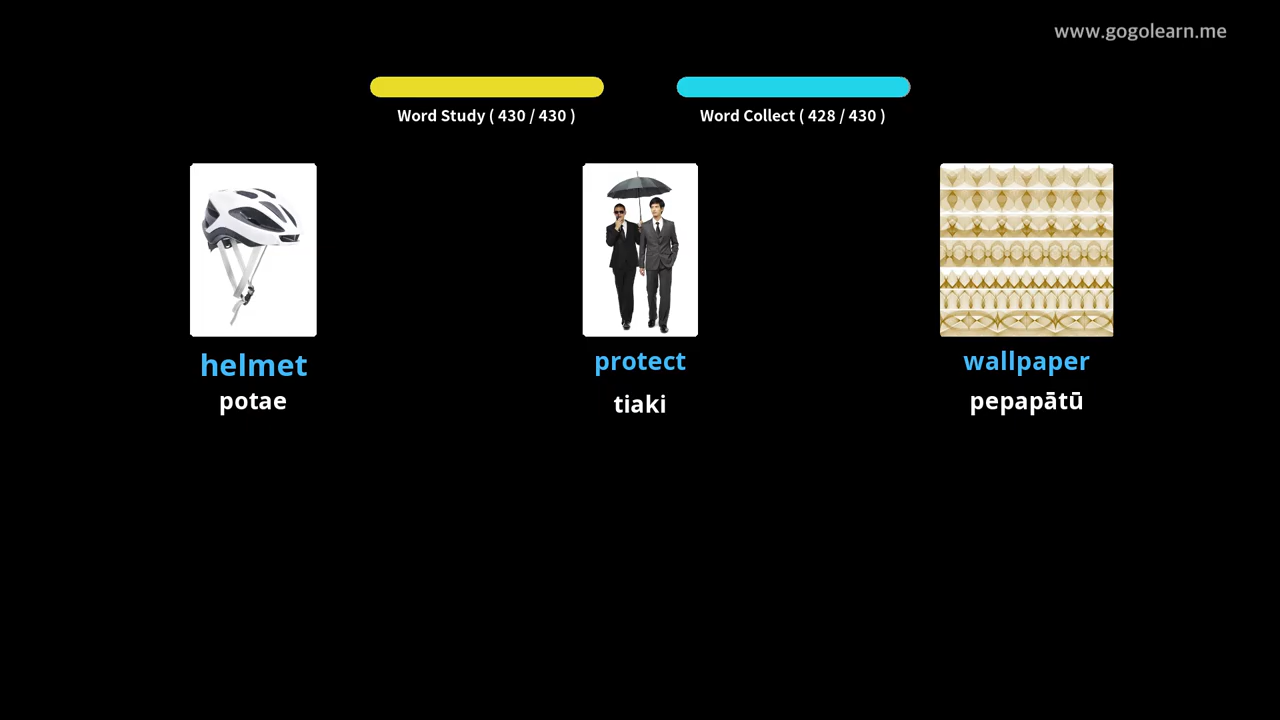 www.gogolearn.me
Word Study ( 430 / 430 )
Word Collect ( 428 / 430 )
helmet
potae
protect
tiaki
wallpaper
pepapātū